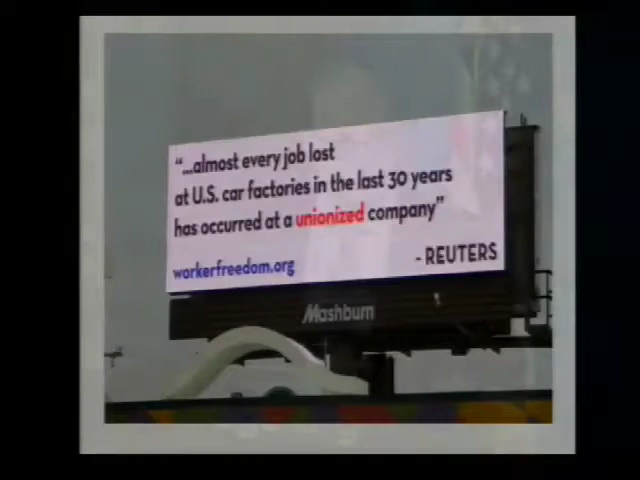 "...almost every job lost
at U.S. car factories in the last 30 years
has occurred at a unionized company"
workerfreedom.org - REUTERS
Mashburn